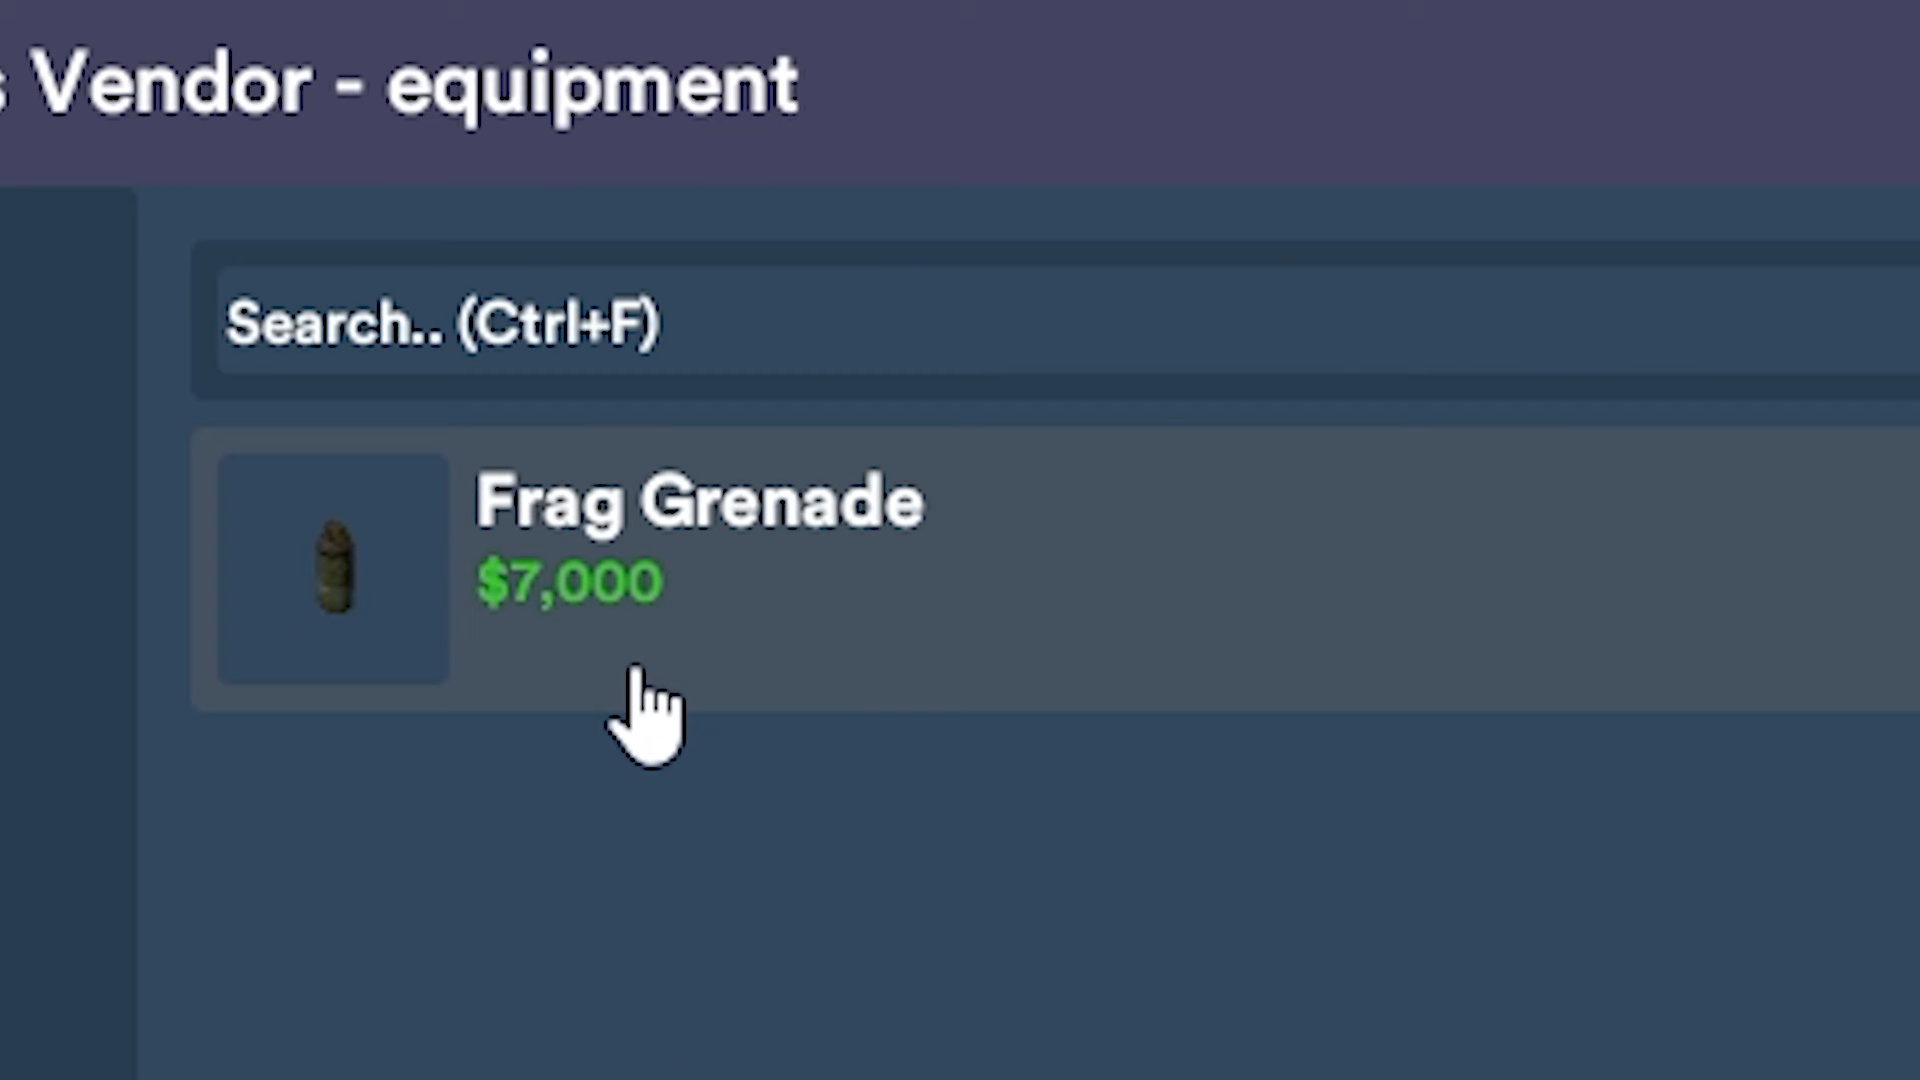 Vendor - equipment
Search.. (Ctrl+F)
Frag Grenade
$7,000